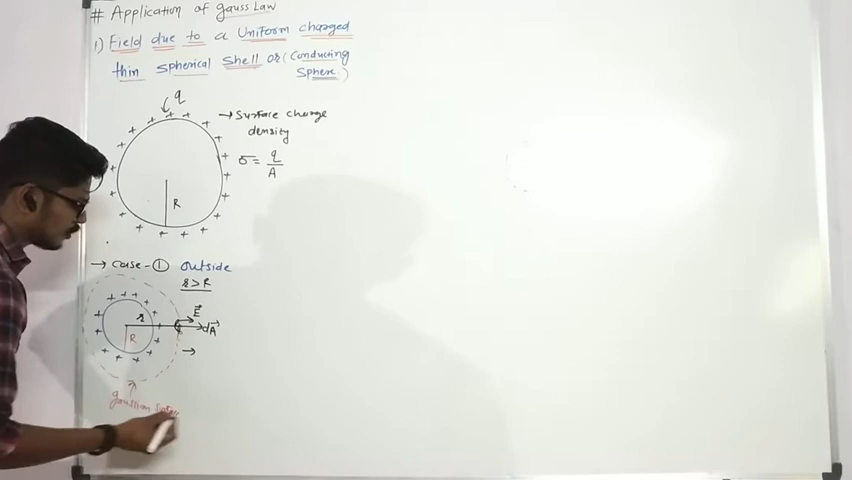 # Application of gauss Law
1) Field due to a Uniform charged
thin spherical shell or (Conducting
Sphere)
q
→ Surface charge
density
σ = q/A
R
→ Case - ① outside
r > R
r
E⃗
dA⃗
R
→
gaussian